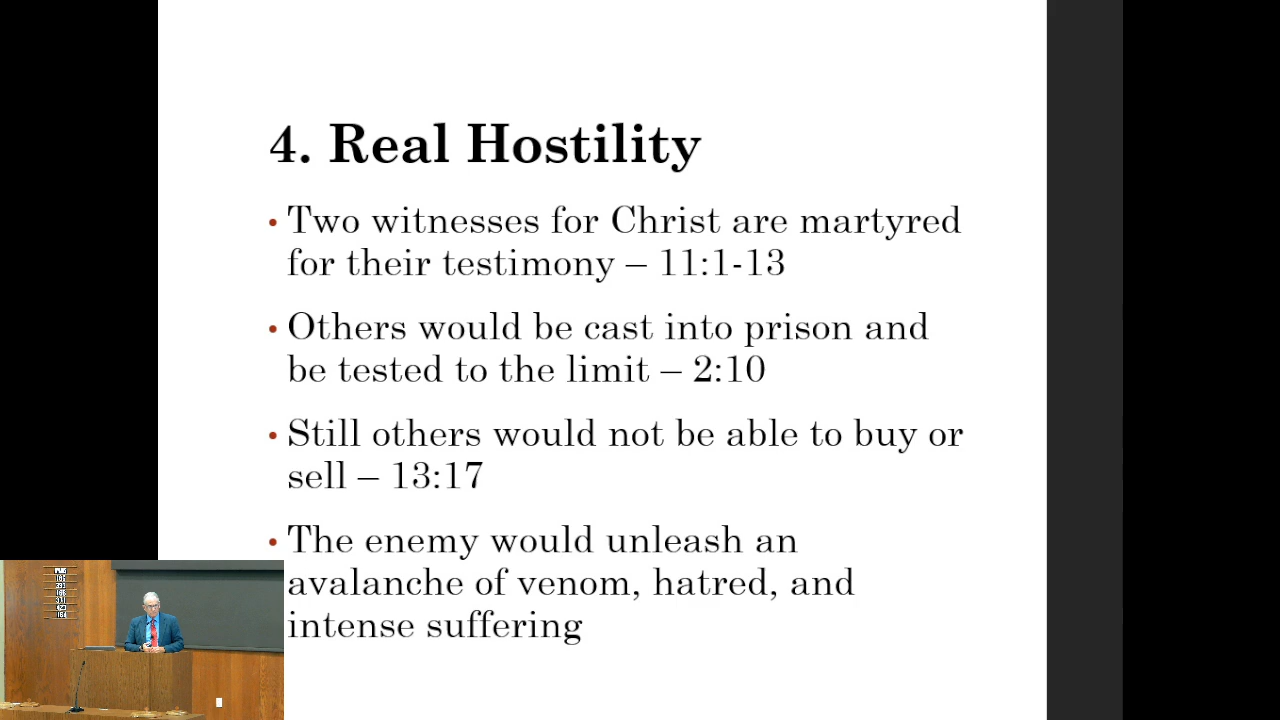 4. Real Hostility
• Two witnesses for Christ are martyred
for their testimony – 11:1-13
• Others would be cast into prison and
be tested to the limit – 2:10
• Still others would not be able to buy or
sell – 13:17
• The enemy would unleash an
avalanche of venom, hatred, and
intense suffering